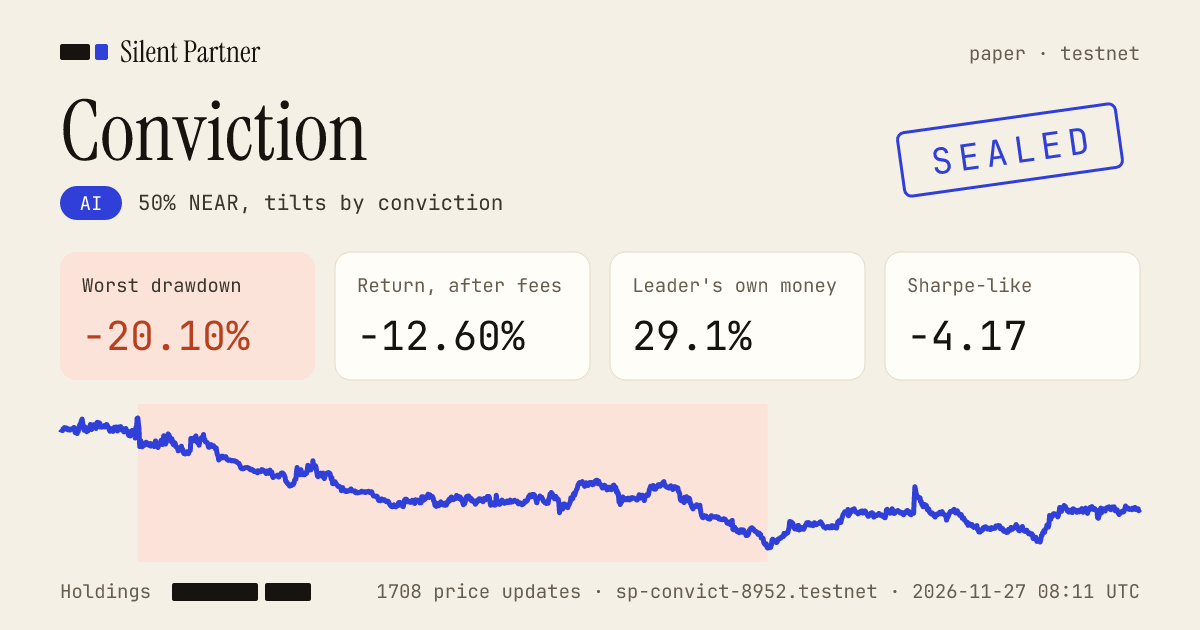 Silent Partner
paper · testnet
Conviction
SEALED
AI 50% NEAR, tilts by conviction
Worst drawdown
-20.10%
Return, after fees
-12.60%
Leader's own money
29.1%
Sharpe-like
-4.17
Holdings
1708 price updates · sp-convict-8952.testnet · 2026-11-27 08:11 UTC